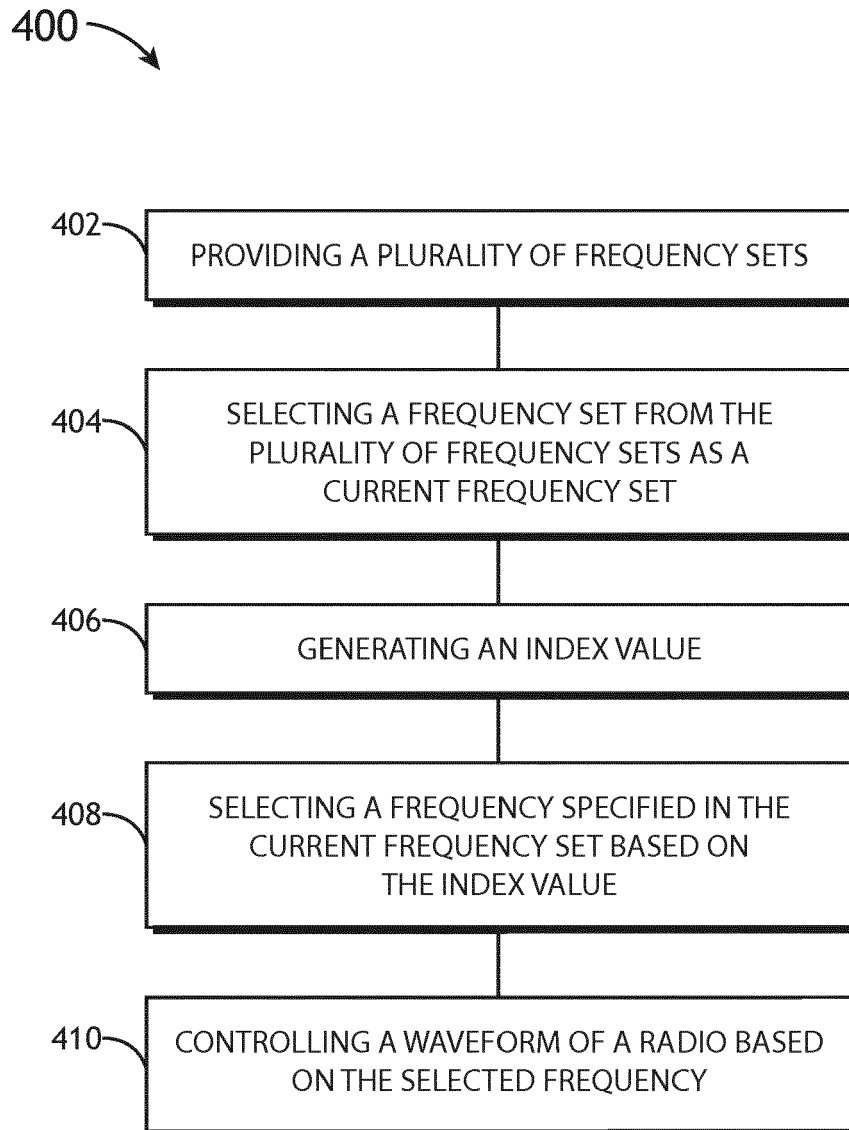 400
402
PROVIDING A PLURALITY OF FREQUENCY SETS
404
SELECTING A FREQUENCY SET FROM THE
PLURALITY OF FREQUENCY SETS AS A
CURRENT FREQUENCY SET
406
GENERATING AN INDEX VALUE
408
SELECTING A FREQUENCY SPECIFIED IN THE
CURRENT FREQUENCY SET BASED ON
THE INDEX VALUE
410
CONTROLLING A WAVEFORM OF A RADIO BASED
ON THE SELECTED FREQUENCY